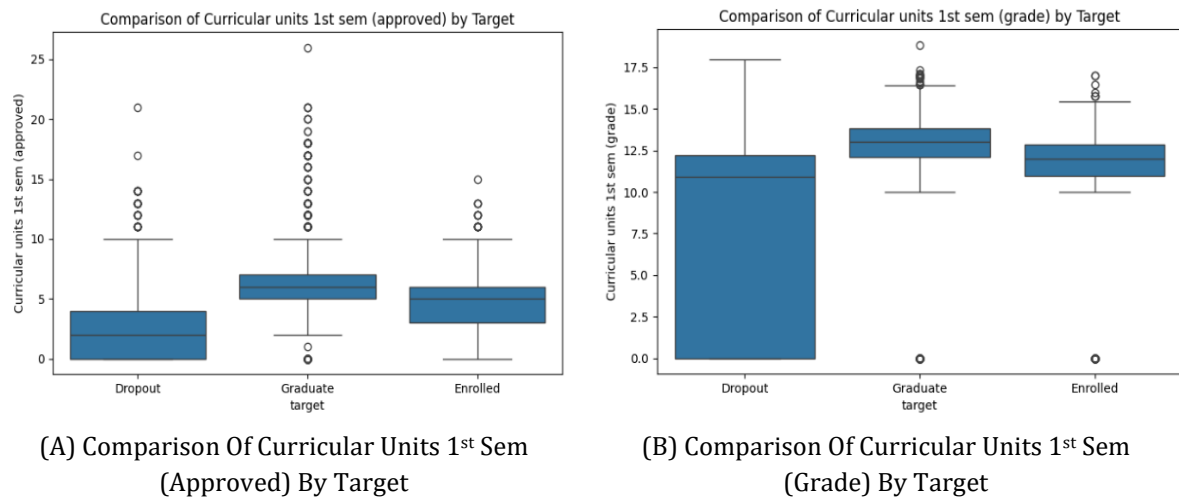 Comparison of Curricular units 1st sem (approved) by Target
Curricular units 1st sem (approved)
25
20
15
10
5
0
Dropout Graduate Enrolled
target
(A) Comparison Of Curricular Units 1st Sem
(Approved) By Target
Comparison of Curricular units 1st sem (grade) by Target
Curricular units 1st sem (grade)
17.5
15.0
12.5
10.0
7.5
5.0
2.5
0.0
Dropout Graduate Enrolled
target
(B) Comparison Of Curricular Units 1st Sem
(Grade) By Target